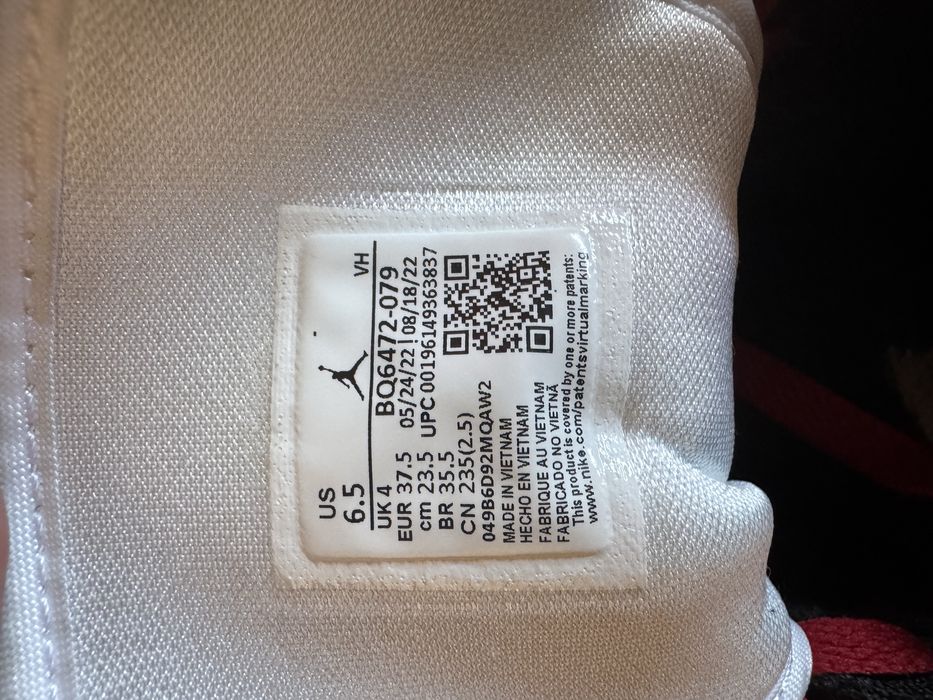 US
6.5 VH
UK 4 BQ6472-079
EUR 37.5 05/24/22 | 08/18/22
cm 23.5 UPC 00196149363837
BR 35.5
CN 235(2.5)
049B6D92MQAW2
MADE IN VIETNAM
HECHO EN VIETNAM
FABRIQUE AU VIETNAM
FABRICADO NO VIETNÃ
This product is covered by one or more patents:
www.nike.com/patentsvirtualmarking